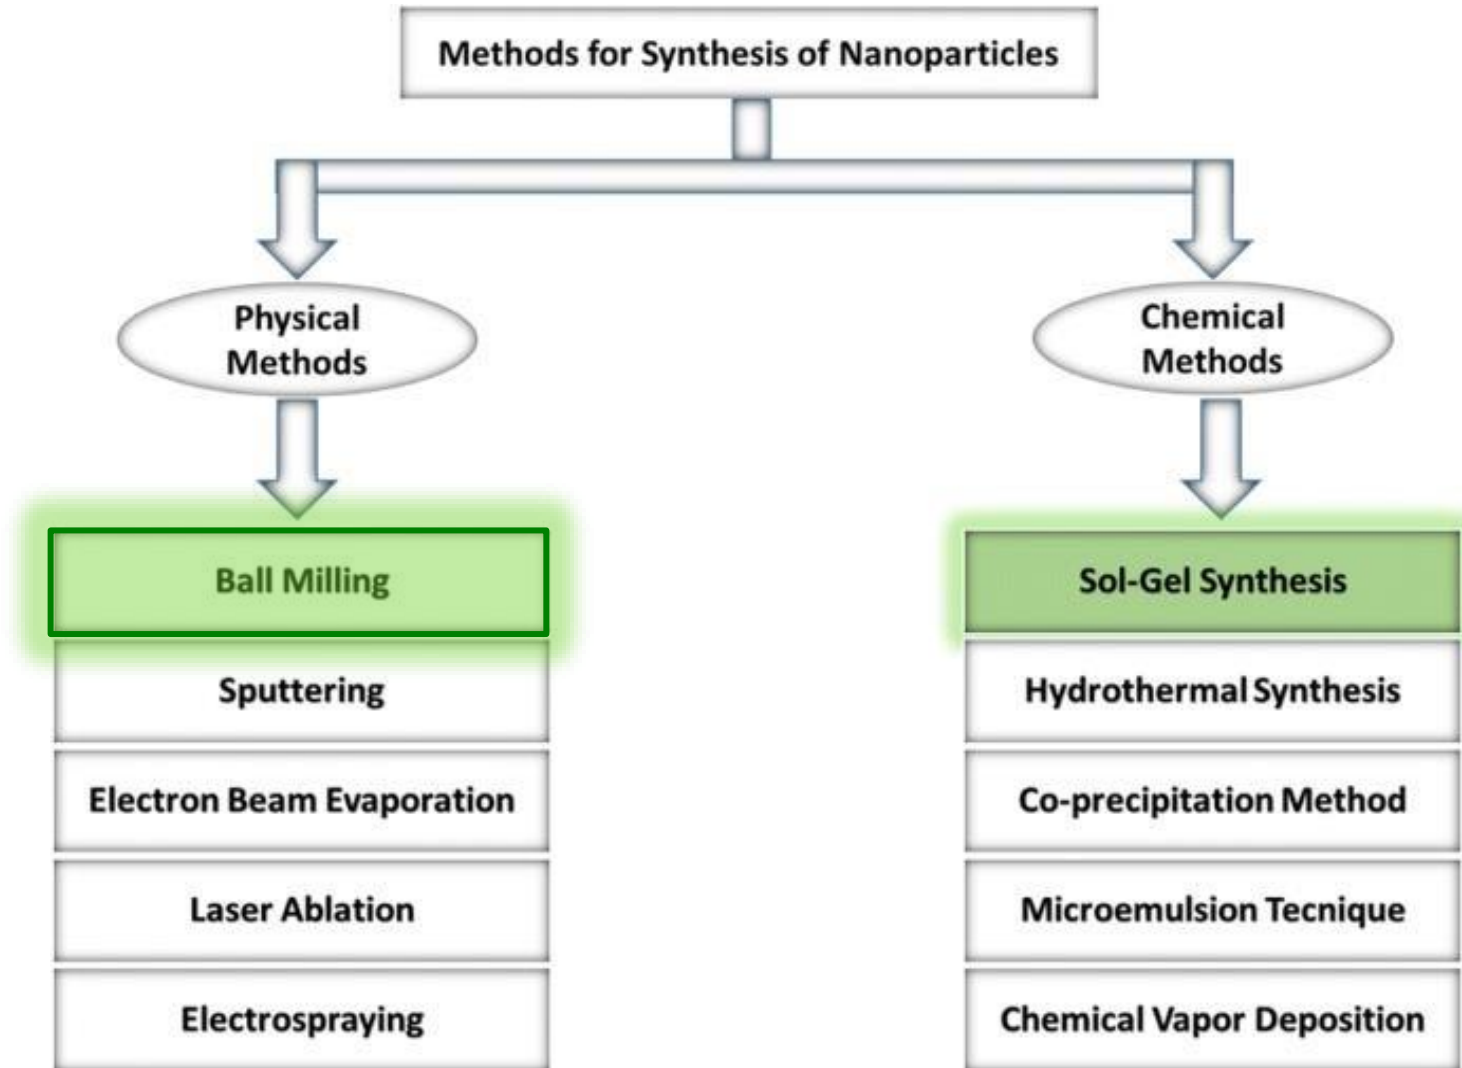 Methods for Synthesis of Nanoparticles
Physical
Methods
Chemical
Methods
Ball Milling
Sputtering
Electron Beam Evaporation
Laser Ablation
Electrospraying
Sol-Gel Synthesis
Hydrothermal Synthesis
Co-precipitation Method
Microemulsion Tecnique
Chemical Vapor Deposition